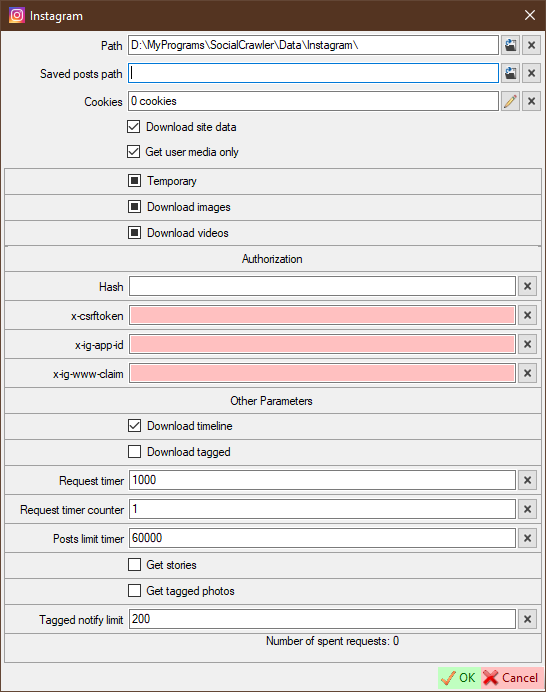 Instagram
Path D:\MyPrograms\SocialCrawler\Data\Instagram\
Saved posts path
Cookies 0 cookies
Download site data
Get user media only
Temporary
Download images
Download videos
Authorization
Hash
x-csrftoken
x-ig-app-id
x-ig-www-claim
Other Parameters
Download timeline
Download tagged
Request timer 1000
Request timer counter 1
Posts limit timer 60000
Get stories
Get tagged photos
Tagged notify limit 200
Number of spent requests: 0
OK Cancel